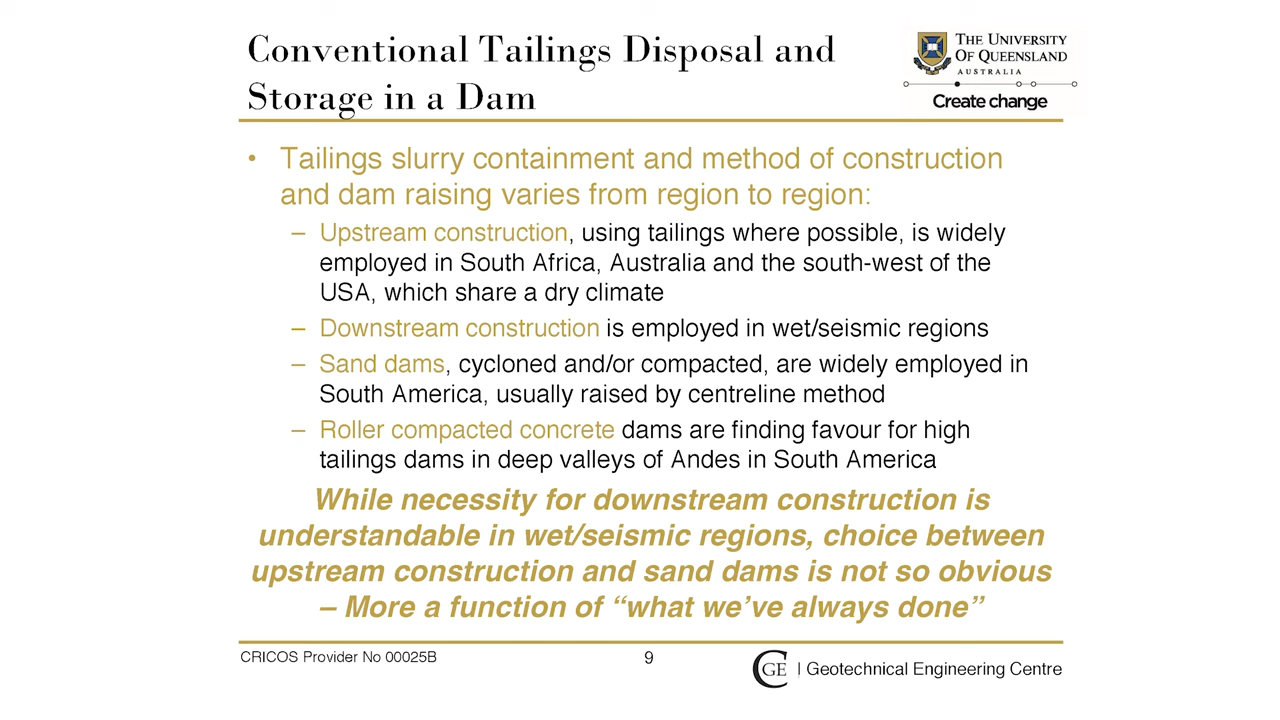 Conventional Tailings Disposal and
Storage in a Dam
THE UNIVERSITY
OF QUEENSLAND
AUSTRALIA
Create change
• Tailings slurry containment and method of construction
and dam raising varies from region to region:
– Upstream construction, using tailings where possible, is widely
employed in South Africa, Australia and the south-west of the
USA, which share a dry climate
– Downstream construction is employed in wet/seismic regions
– Sand dams, cycloned and/or compacted, are widely employed in
South America, usually raised by centreline method
– Roller compacted concrete dams are finding favour for high
tailings dams in deep valleys of Andes in South America
While necessity for downstream construction is
understandable in wet/seismic regions, choice between
upstream construction and sand dams is not so obvious
– More a function of “what we’ve always done”
CRICOS Provider No 00025B
9
CGE | Geotechnical Engineering Centre